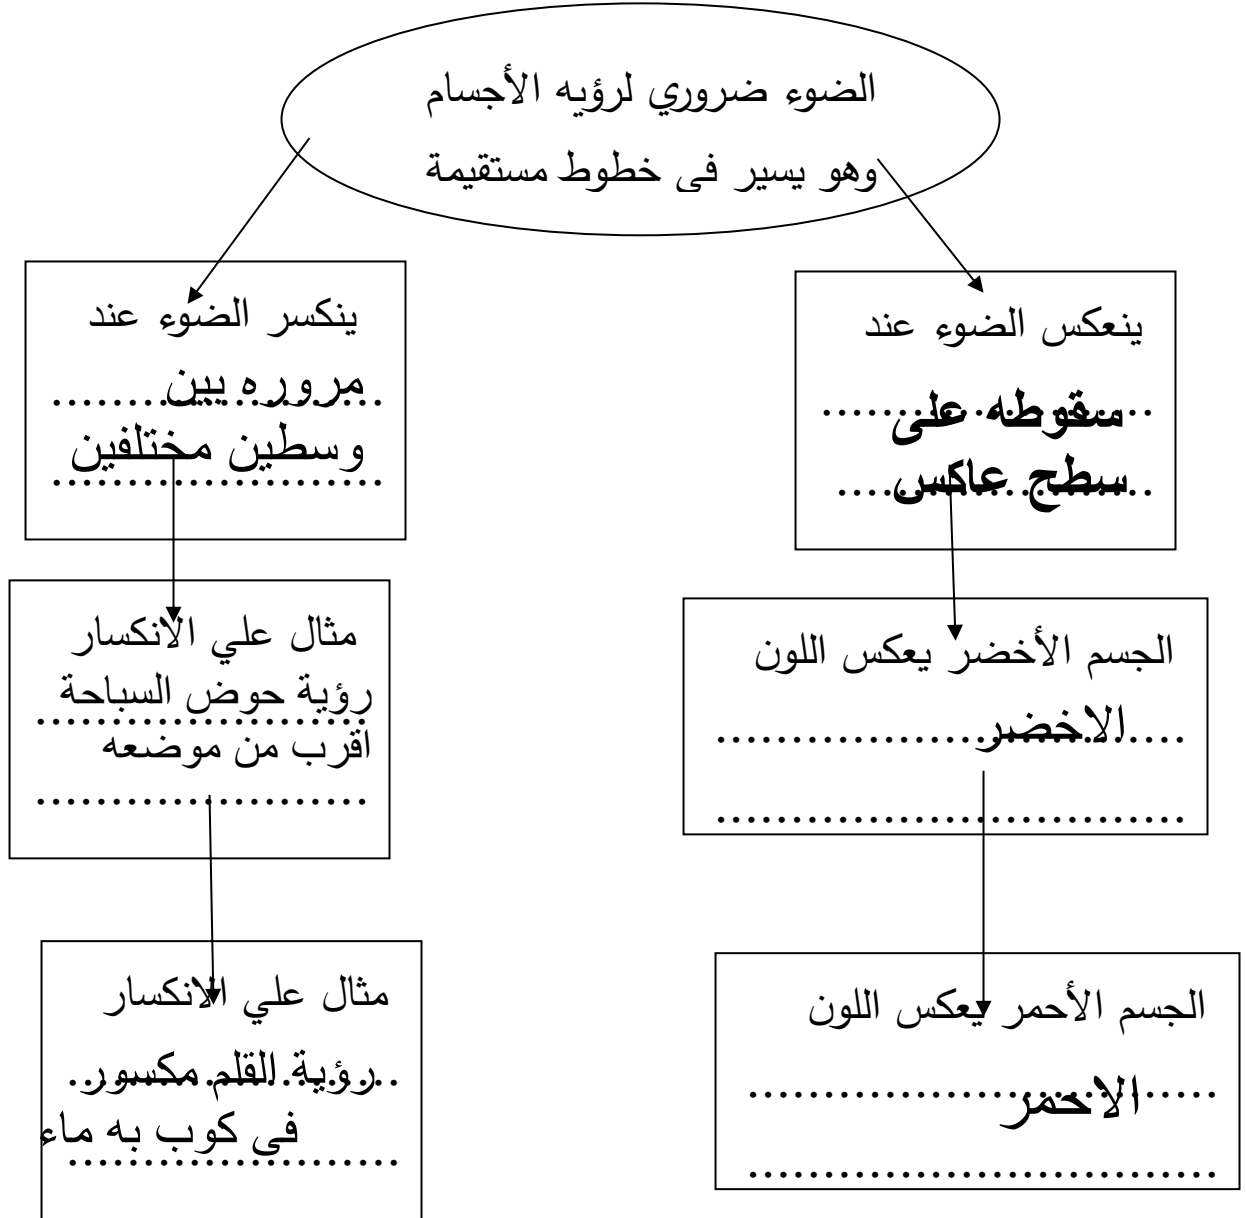 الضوء ضروري لرؤيه الأجسام
وهو يسير فى خطوط مستقيمة
ينعكس الضوء عند
سقوطه على
سطح عاكس
الجسم الأخضر يعكس اللون
الاخضر
الجسم الأحمر يعكس اللون
الاحمر
ينكسر الضوء عند
مروره بين
وسطين مختلفين
مثال علي الانكسار
رؤية حوض السباحة
اقرب من موضعه
مثال علي الانكسار
رؤية القلم مكسور
فى كوب به ماء